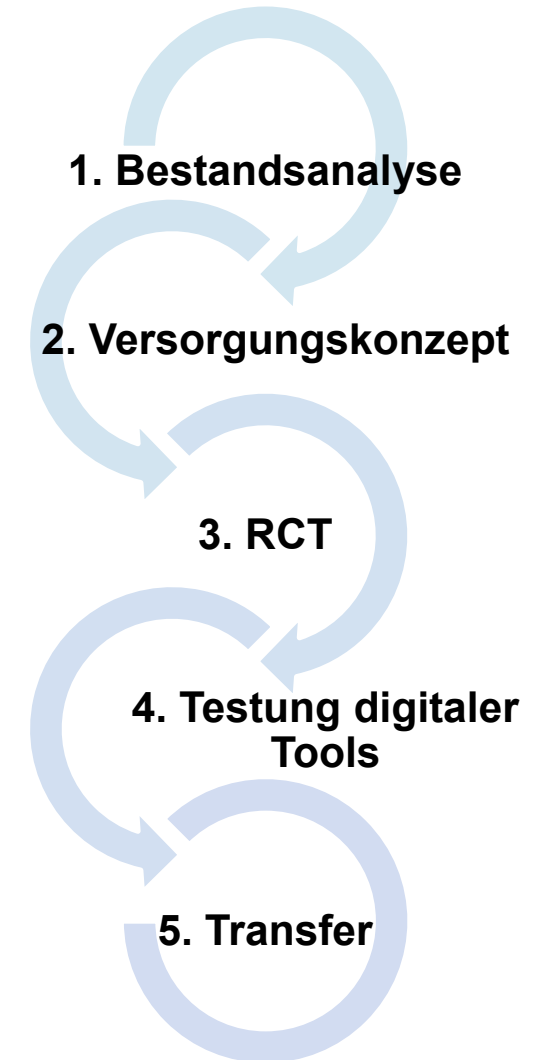 1. Bestandsanalyse
2. Versorgungskonzept
3. RCT
4. Testung digitaler
Tools
5. Transfer